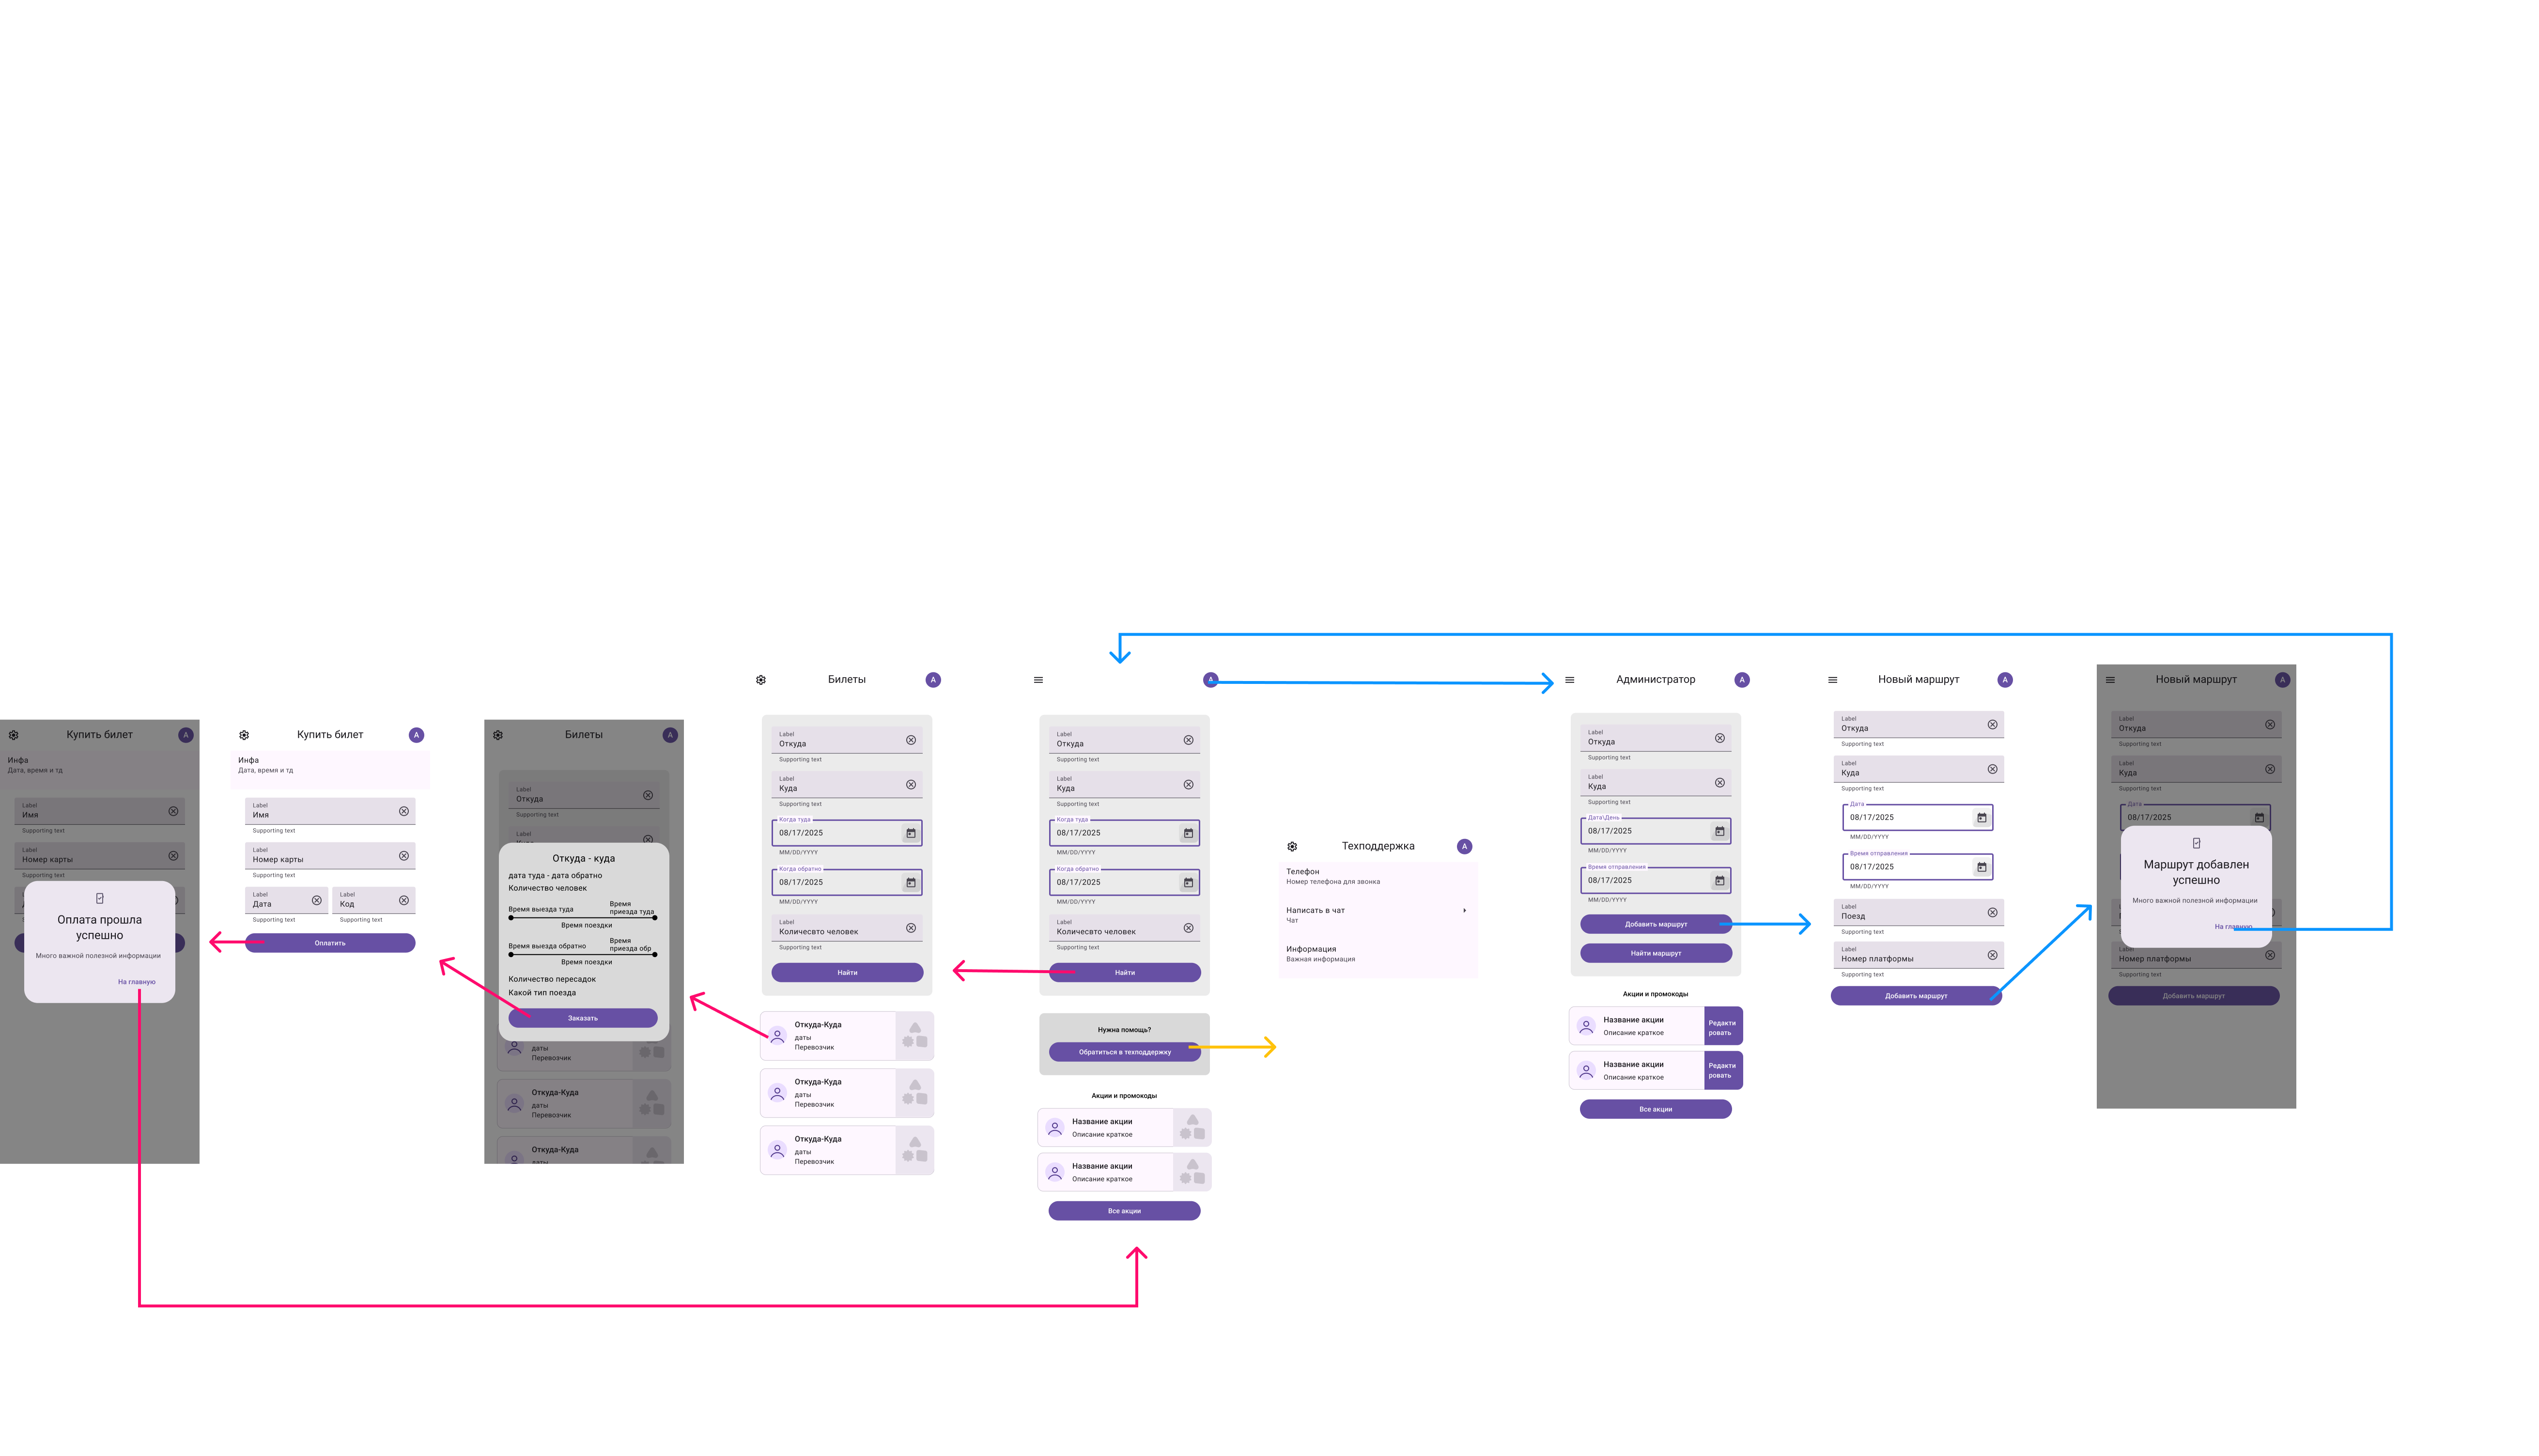 Купить билет
A
Инфа
Дата, время и тд
Label
Имя
Supporting text
Label
Номер карты
Supporting text
Оплата прошла
успешно
Много важной полезной информации
На главную
Купить билет
A
Инфа
Дата, время и тд
Label
Имя
Supporting text
Label
Номер карты
Supporting text
Label
Дата
Supporting text
Label
Код
Supporting text
Оплатить
Билеты
A
Label
Откуда
Supporting text
Label
Откуда - куда
дата туда - дата обратно
Количество человек
Время выезда туда
Время
приезда туда
Время поездки
Время выезда обратно
Время
приезда обр
Время поездки
Количество пересадок
Какой тип поезда
Заказать
даты
Перевозчик
Откуда-Куда
даты
Перевозчик
Откуда-Куда
даты
Билеты
A
Label
Откуда
Supporting text
Label
Куда
Supporting text
Когда туда
08/17/2025
MM/DD/YYYY
Когда обратно
08/17/2025
MM/DD/YYYY
Label
Количесвто человек
Supporting text
Найти
Откуда-Куда
даты
Перевозчик
Откуда-Куда
даты
Перевозчик
Откуда-Куда
даты
Перевозчик
A
Label
Откуда
Supporting text
Label
Куда
Supporting text
Когда туда
08/17/2025
MM/DD/YYYY
Когда обратно
08/17/2025
MM/DD/YYYY
Label
Количесвто человек
Supporting text
Найти
Нужна помощь?
Обратиться в техподдержку
Акции и промокоды
Название акции
Описание краткое
Название акции
Описание краткое
Все акции
Техподдержка
A
Телефон
Номер телефона для звонка
Написать в чат
Чат
Информация
Важная информация
Администратор
A
Label
Откуда
Supporting text
Label
Куда
Supporting text
Дата\День
08/17/2025
MM/DD/YYYY
Время отправления
08/17/2025
MM/DD/YYYY
Добавить маршрут
Найти маршрут
Акции и промокоды
Название акции
Описание краткое
Редакти
ровать
Название акции
Описание краткое
Редакти
ровать
Все акции
Новый маршрут
A
Label
Откуда
Supporting text
Label
Куда
Supporting text
Дата
08/17/2025
MM/DD/YYYY
Время отправления
08/17/2025
MM/DD/YYYY
Label
Поезд
Supporting text
Label
Номер платформы
Supporting text
Добавить маршрут
Новый маршрут
A
Label
Откуда
Supporting text
Label
Куда
Supporting text
Дата
08/17/2025
Маршрут добавлен
успешно
Много важной полезной информации
На главную
Label
Номер платформы
Supporting text
Добавить маршрут